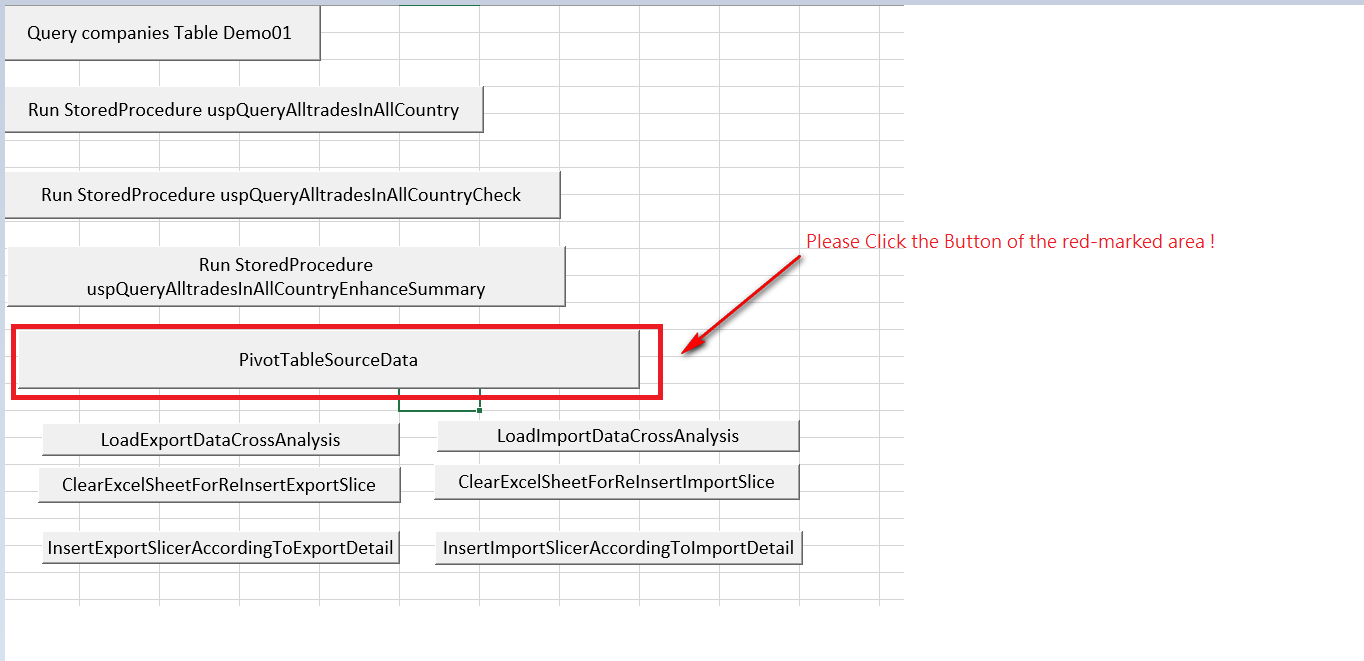 Query companies Table Demo01
Run StoredProcedure uspQueryAlltradesInAllCountry
Run StoredProcedure uspQueryAlltradesInAllCountryCheck
Please Click the Button of the red-marked area !
Run StoredProcedure
uspQueryAlltradesInAllCountryEnhanceSummary
PivotTableSourceData
LoadExportDataCrossAnalysis
LoadImportDataCrossAnalysis
ClearExcelSheetForReInsertExportSlice
ClearExcelSheetForReInsertImportSlice
InsertExportSlicerAccordingToExportDetail
InsertImportSlicerAccordingToImportDetail